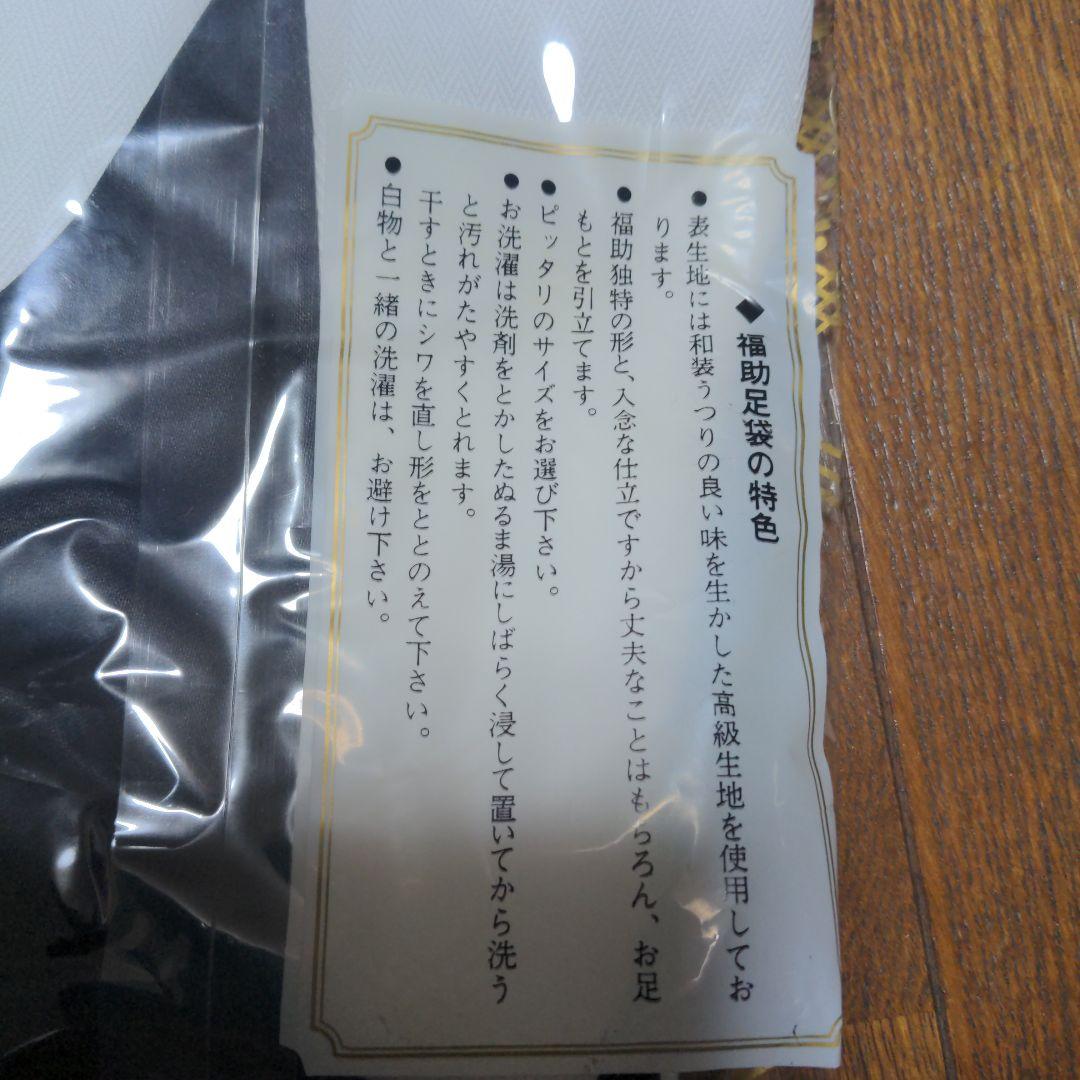 ◆福助足袋の特色
●表生地には和装うつりの良い味を生かした高級生地を使用してお
ります。
●福助独特の形と、入念な仕立ですから丈夫なことはもちろん、お足
もとを引立てます。
●ピッタリのサイズをお選び下さい。
●お洗濯は洗剤をとかしたぬるま湯にしばらく浸して置いてから洗う
と汚れがたやすくとれます。
干すときにシワを直し形をととのえて下さい。
●白物と一緒の洗濯は、お避け下さい。